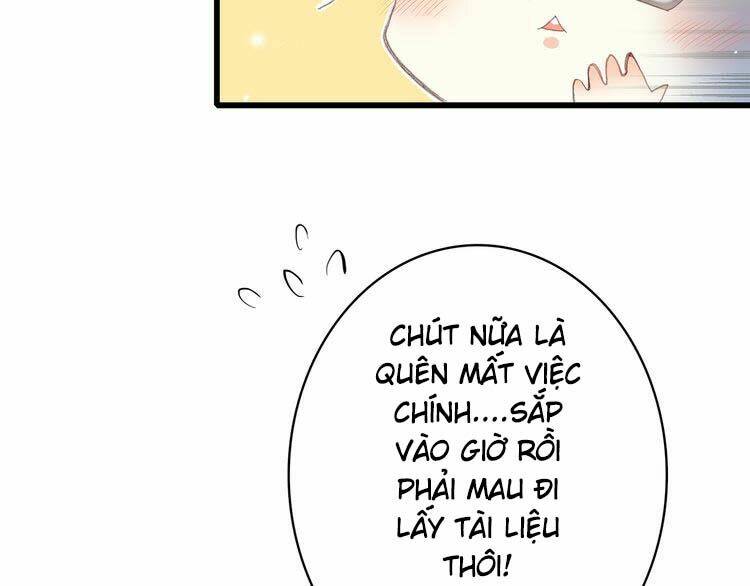 CHÚT NỮA LÀ
QUÊN MẤT VIỆC
CHÍNH....SẮP
VÀO GIỜ RỒI
PHẢI MAU ĐI
LẤY TÀI LIỆU
THÔI!